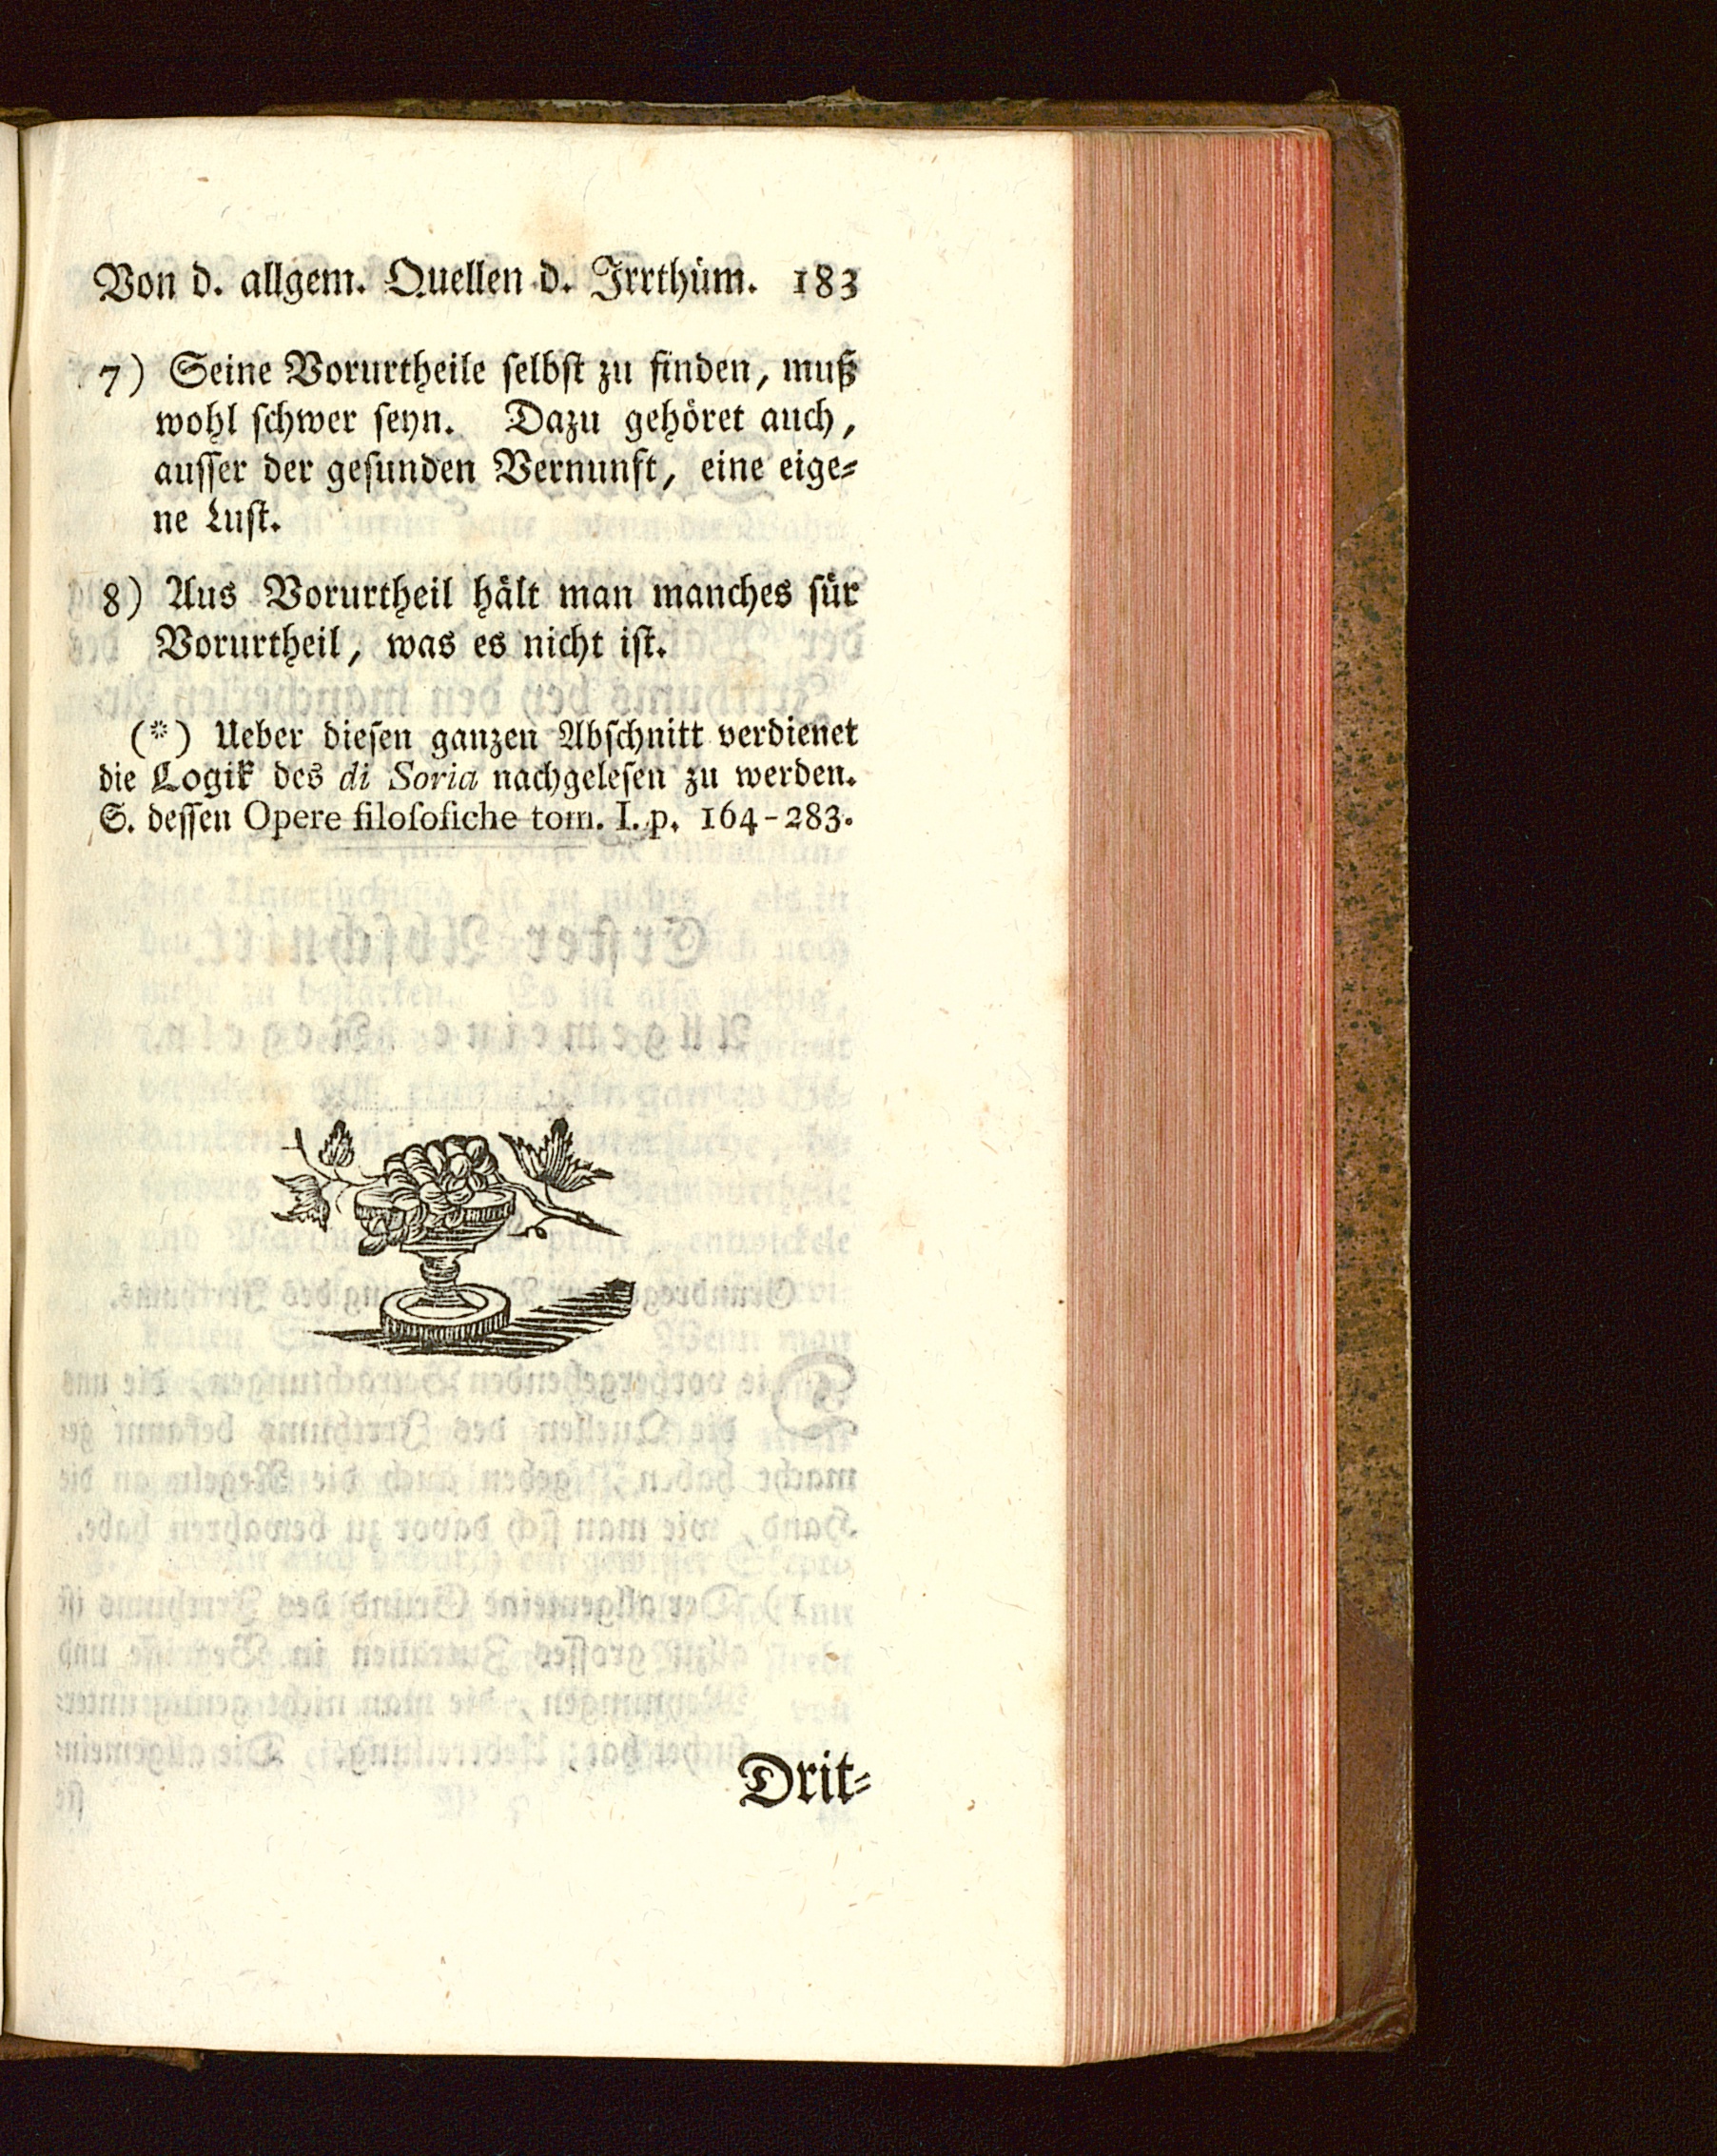 Von d. allgem. Quellen d. Irrthüm. 183
7) Seine Vorurtheile ſelbſt zu finden, muß
wohl ſchwer ſeyn. Dazu gehöret auch,
auſſer der geſunden Vernunft, eine eige-
ne Luſt.
8) Aus Vorurtheil hält man manches für
Vorurtheil, was es nicht iſt.
(*) Ueber dieſen ganzen Abſchnitt verdienet
die Logik des di Soria nachgeleſen zu werden.
S. deſſen Opere filoſofiche tom. I. p. 164-283.
Drit-